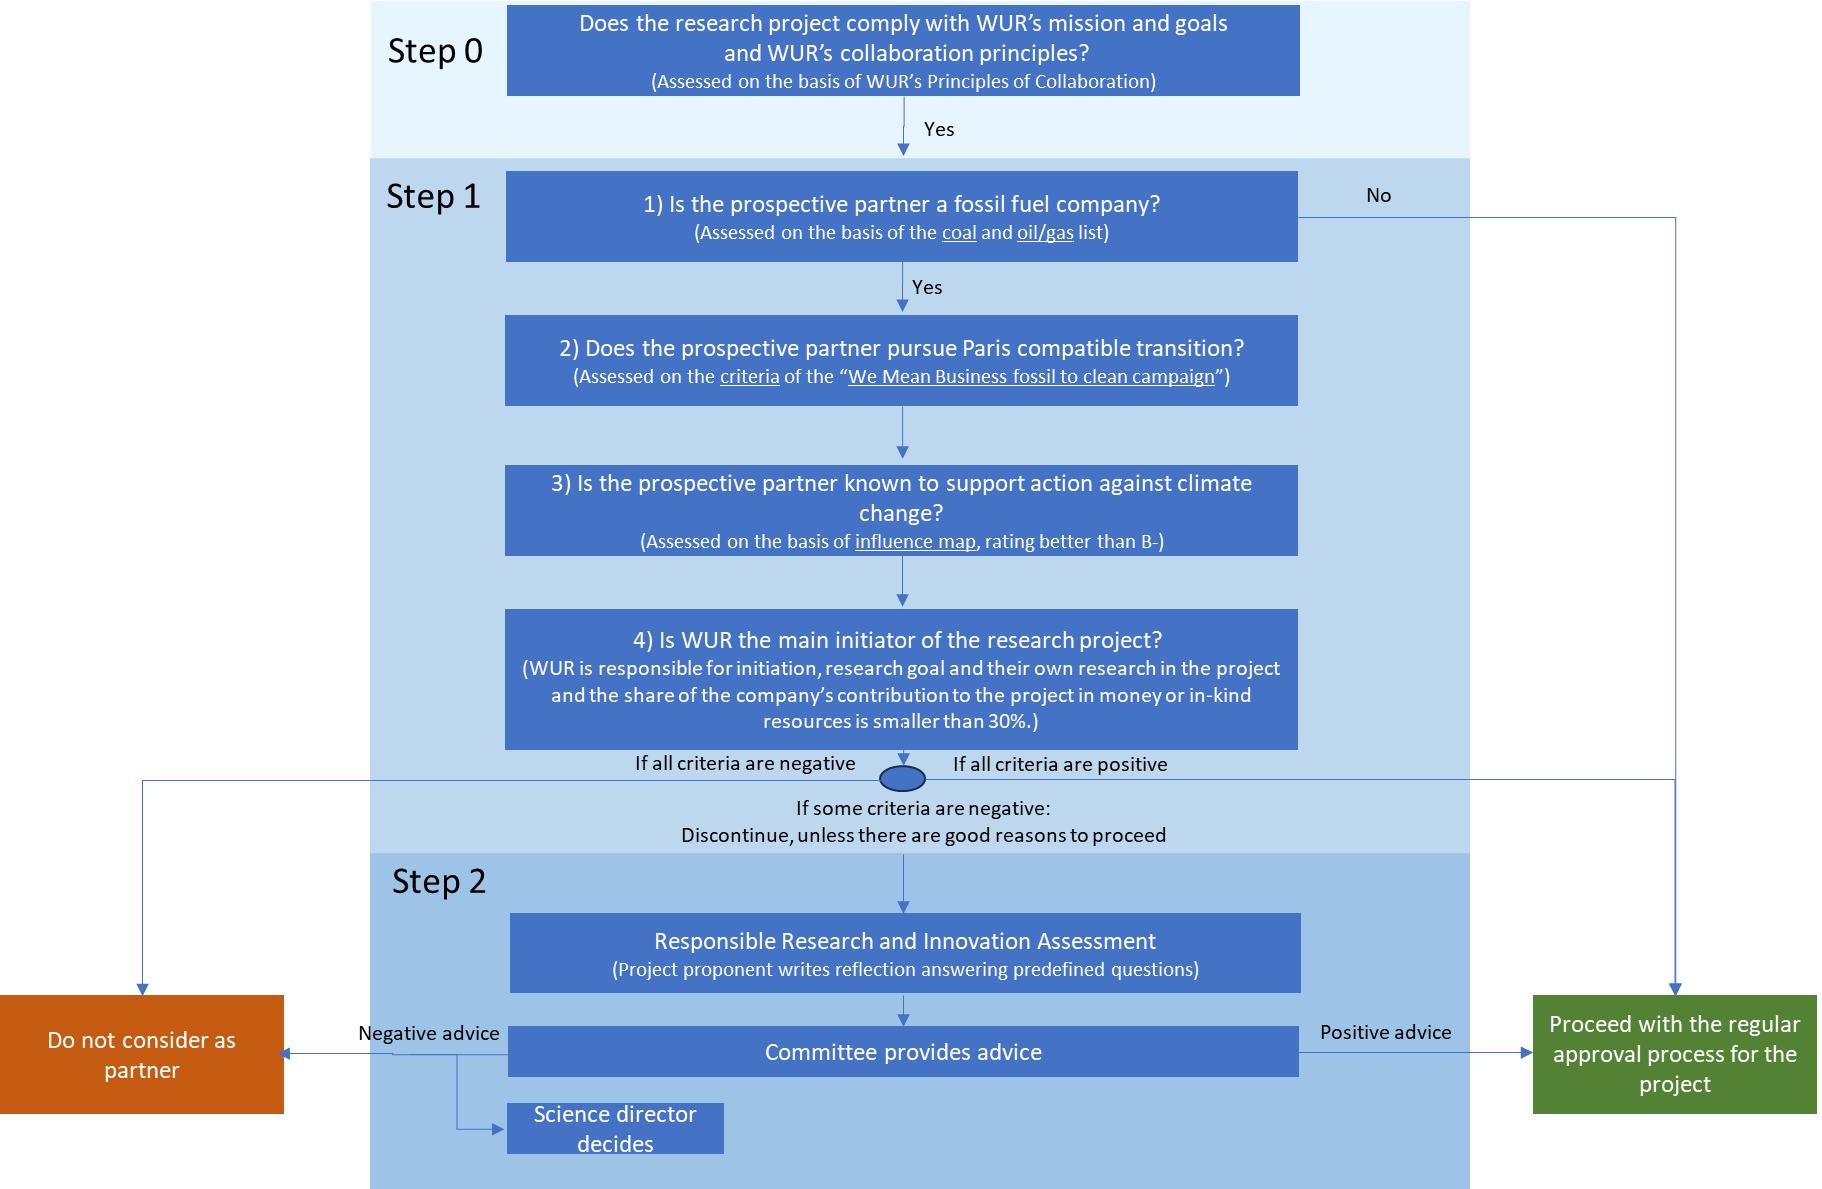 Step 0
Does the research project comply with WUR's mission and goals
and WUR's collaboration principles?
(Assessed on the basis of WUR's Principles of Collaboration)
Yes
Step 1
1) Is the prospective partner a fossil fuel company?
(Assessed on the basis of the coal and oil/gas list)
No
Yes
2) Does the prospective partner pursue Paris compatible transition?
(Assessed on the criteria of the “We Mean Business fossil to clean campaign”)
3) Is the prospective partner known to support action against climate
change?
(Assessed on the basis of influence map, rating better than B-)
4) Is WUR the main initiator of the research project?
(WUR is responsible for initiation, research goal and their own research in the project
and the share of the company's contribution to the project in money or in-kind
resources is smaller than 30%.)
If all criteria are negative
If all criteria are positive
If some criteria are negative:
Discontinue, unless there are good reasons to proceed
Step 2
Responsible Research and Innovation Assessment
(Project proponent writes reflection answering predefined questions)
Negative advice
Committee provides advice
Positive advice
Do not consider as
partner
Proceed with the regular
approval process for the
project
Science director
decides